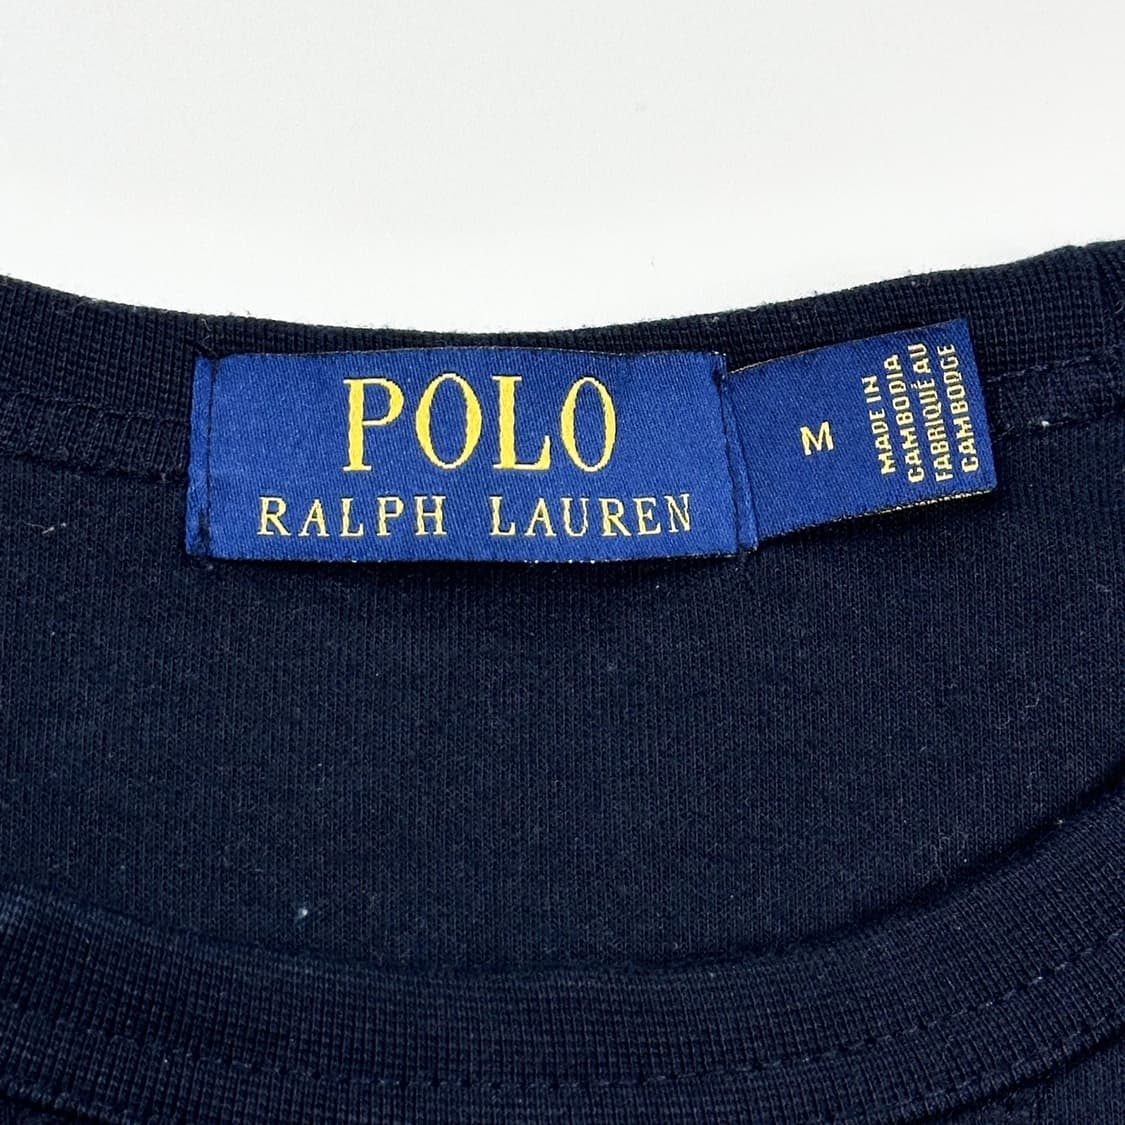 POLO
RALPH LAUREN
M
MADE IN
CAMBODIA
FABRIQUÉ AU
CAMBODGE